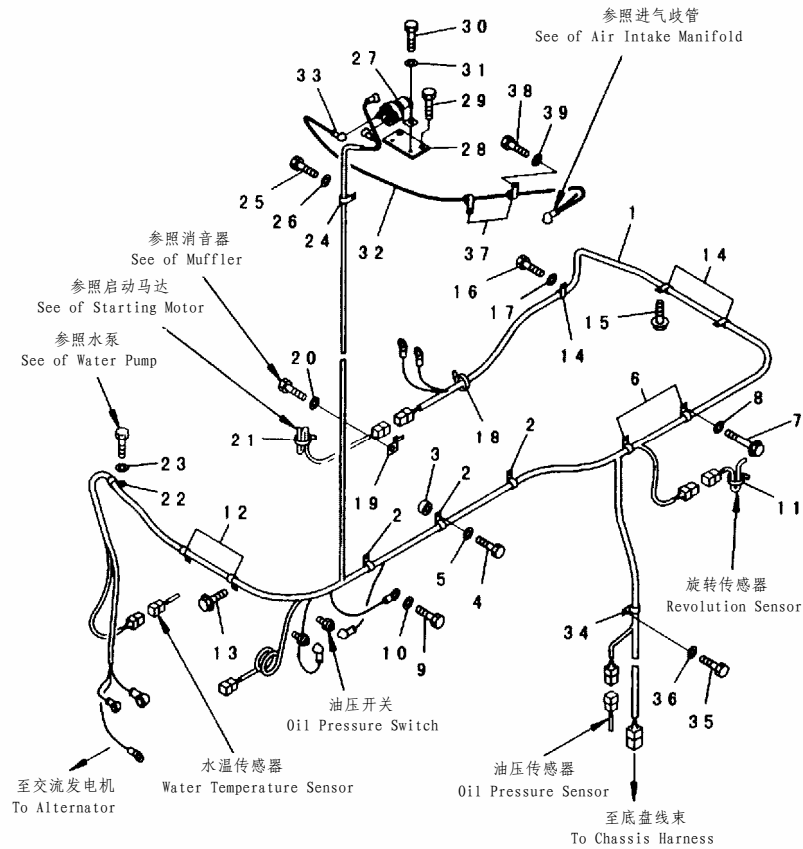 30
参照进气歧管
See of Air Intake Manifold
27
33
31
29
38
39
28
25
26
24
32
37
1
参照消音器
See of Muffler
14
16
参照启动马达
See of Starting Motor
17
14
15
参照水泵
See of Water Pump
20
6
8
7
21
18
2
23
3
19
22
2
11
12
2
5
4
旋转传感器
Revolution Sensor
13
10
9
34
36
35
油压开关
Oil Pressure Switch
水温传感器
Water Temperature Sensor
油压传感器
Oil Pressure Sensor
至交流发电机
To Alternator
至底盘线束
To Chassis Harness